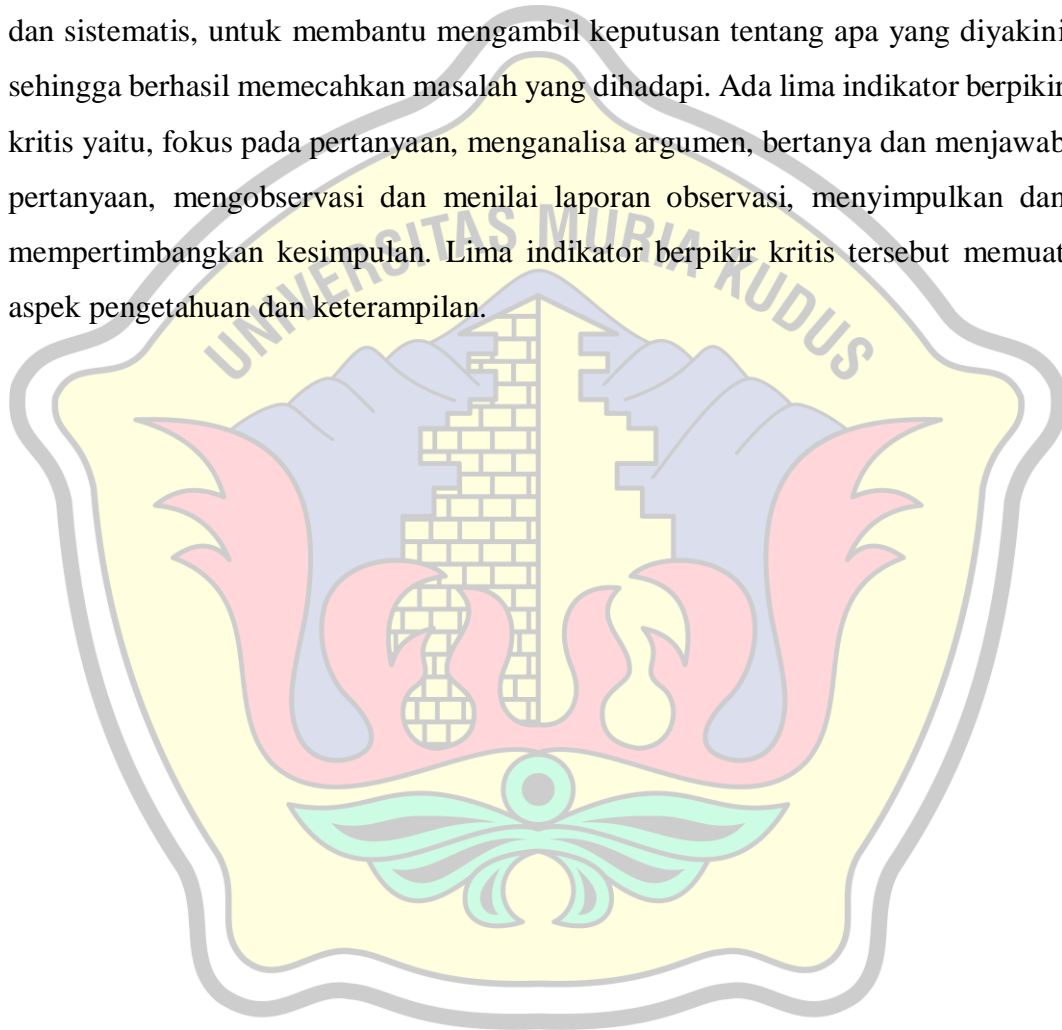 dan sistematis, untuk membantu mengambil keputusan tentang apa yang diyakini
sehingga berhasil memecahkan masalah yang dihadapi. Ada lima indikator berpikir
kritis yaitu, fokus pada pertanyaan, menganalisa argumen, bertanya dan menjawab
pertanyaan, mengobservasi dan menilai laporan observasi, menyimpulkan dan
mempertimbangkan kesimpulan. Lima indikator berpikir kritis tersebut memuat
aspek pengetahuan dan keterampilan.
UNIVERSITAS MURIA KUDUS